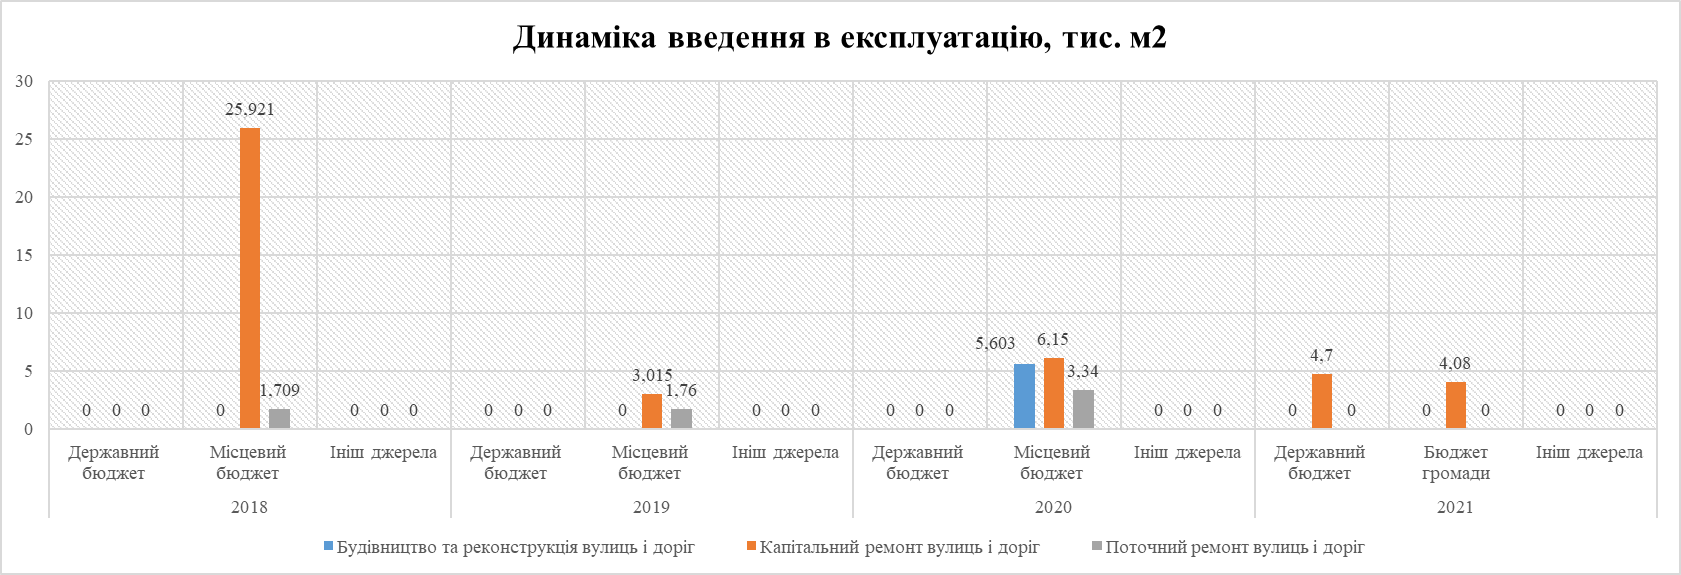 Динаміка введення в експлуатацію, тис. м2
30
25
20
15
10
5
0
25,921
1,709
3,015
1,76
5,603
6,15
3,34
4,7
4,08
0 0 0 0 0 0 0 0 0 0 0 0 0 0 0 0 0 0 0 0 0 0 0 0 0 0 0
Державний бюджет
Місцевий бюджет
Ініш джерела
Державний бюджет
Місцевий бюджет
Ініш джерела
Державний бюджет
Місцевий бюджет
Ініш джерела
Державний бюджет
Бюджет громади
Ініш джерела
2018 2019 2020 2021
Будівництво та реконструкція вулиць і доріг Капітальний ремонт вулиць і доріг Поточний ремонт вулиць і доріг